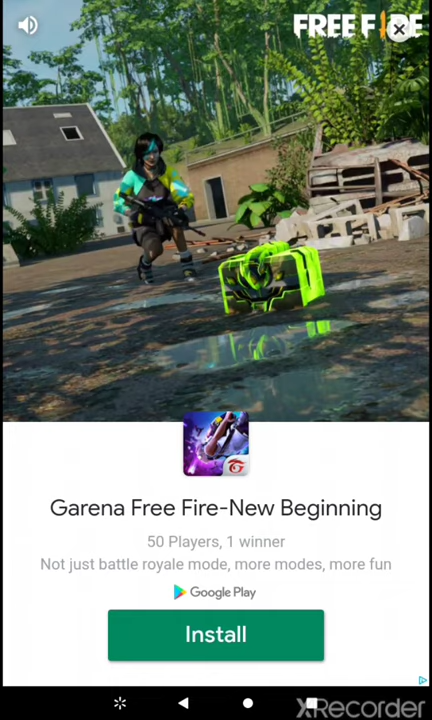 FREE FIRE
Garena Free Fire-New Beginning
50 Players, 1 winner
Not just battle royale mode, more modes, more fun
Google Play
Install
XRecorder